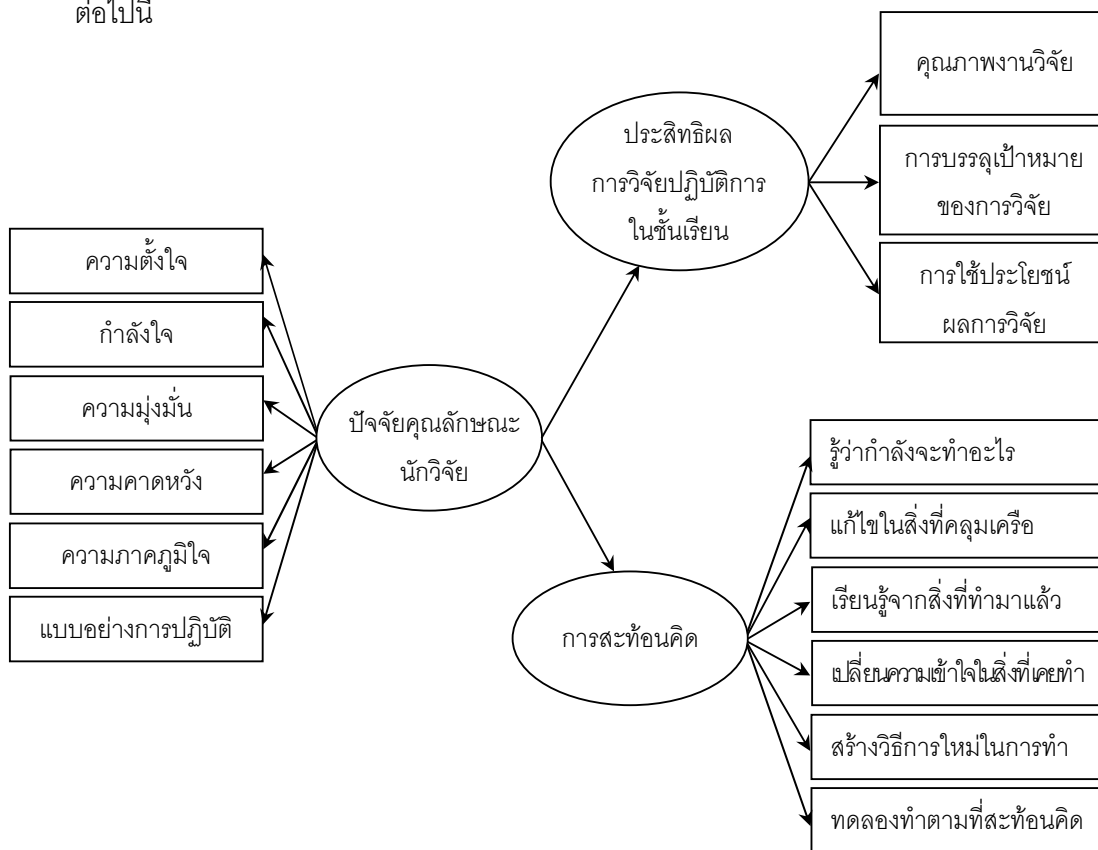 ต่อไปนี้
คุณภาพงานวิจัย
ประสิทธิผล
การวิจัยปฏิบัติการ
ในชั้นเรียน
การบรรลุเป้าหมาย
ของการวิจัย
การใช้ประโยชน์
ผลการวิจัย
ความตั้งใจ
กำลังใจ
ความมุ่งมั่น
ความคาดหวัง
ความภาคภูมิใจ
แบบอย่างการปฏิบัติ
ปัจจัยคุณลักษณะ
นักวิจัย
การสะท้อนคิด
รู้ว่ากำลังจะทำอะไร
แก้ไขในสิ่งที่คลุมเครือ
เรียนรู้จากสิ่งที่ทำมาแล้ว
เปลี่ยนความเข้าใจในสิ่งที่เคยทำ
สร้างวิธีการใหม่ในการทำ
ทดลองทำตามที่สะท้อนคิด